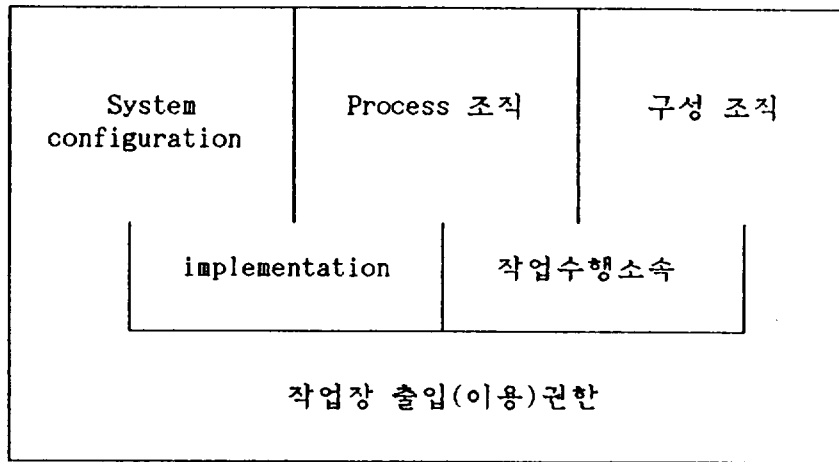 System
configuration
Process 조직
구성 조직
implementation
작업수행소속
작업장 출입(이용)권한